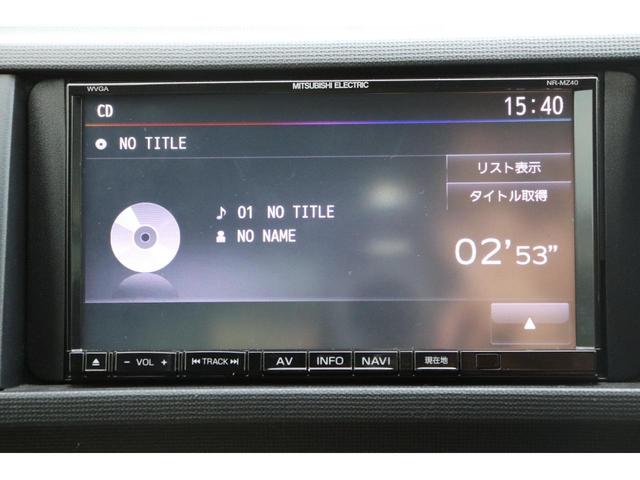 WVGA MITSUBISHI ELECTRIC NR-MZ40
CD 15:40
NO TITLE
リスト表示
タイトル取得
01 NO TITLE
NO NAME
02'53"
▲
VOL TRACK AV INFO NAVI 現在地